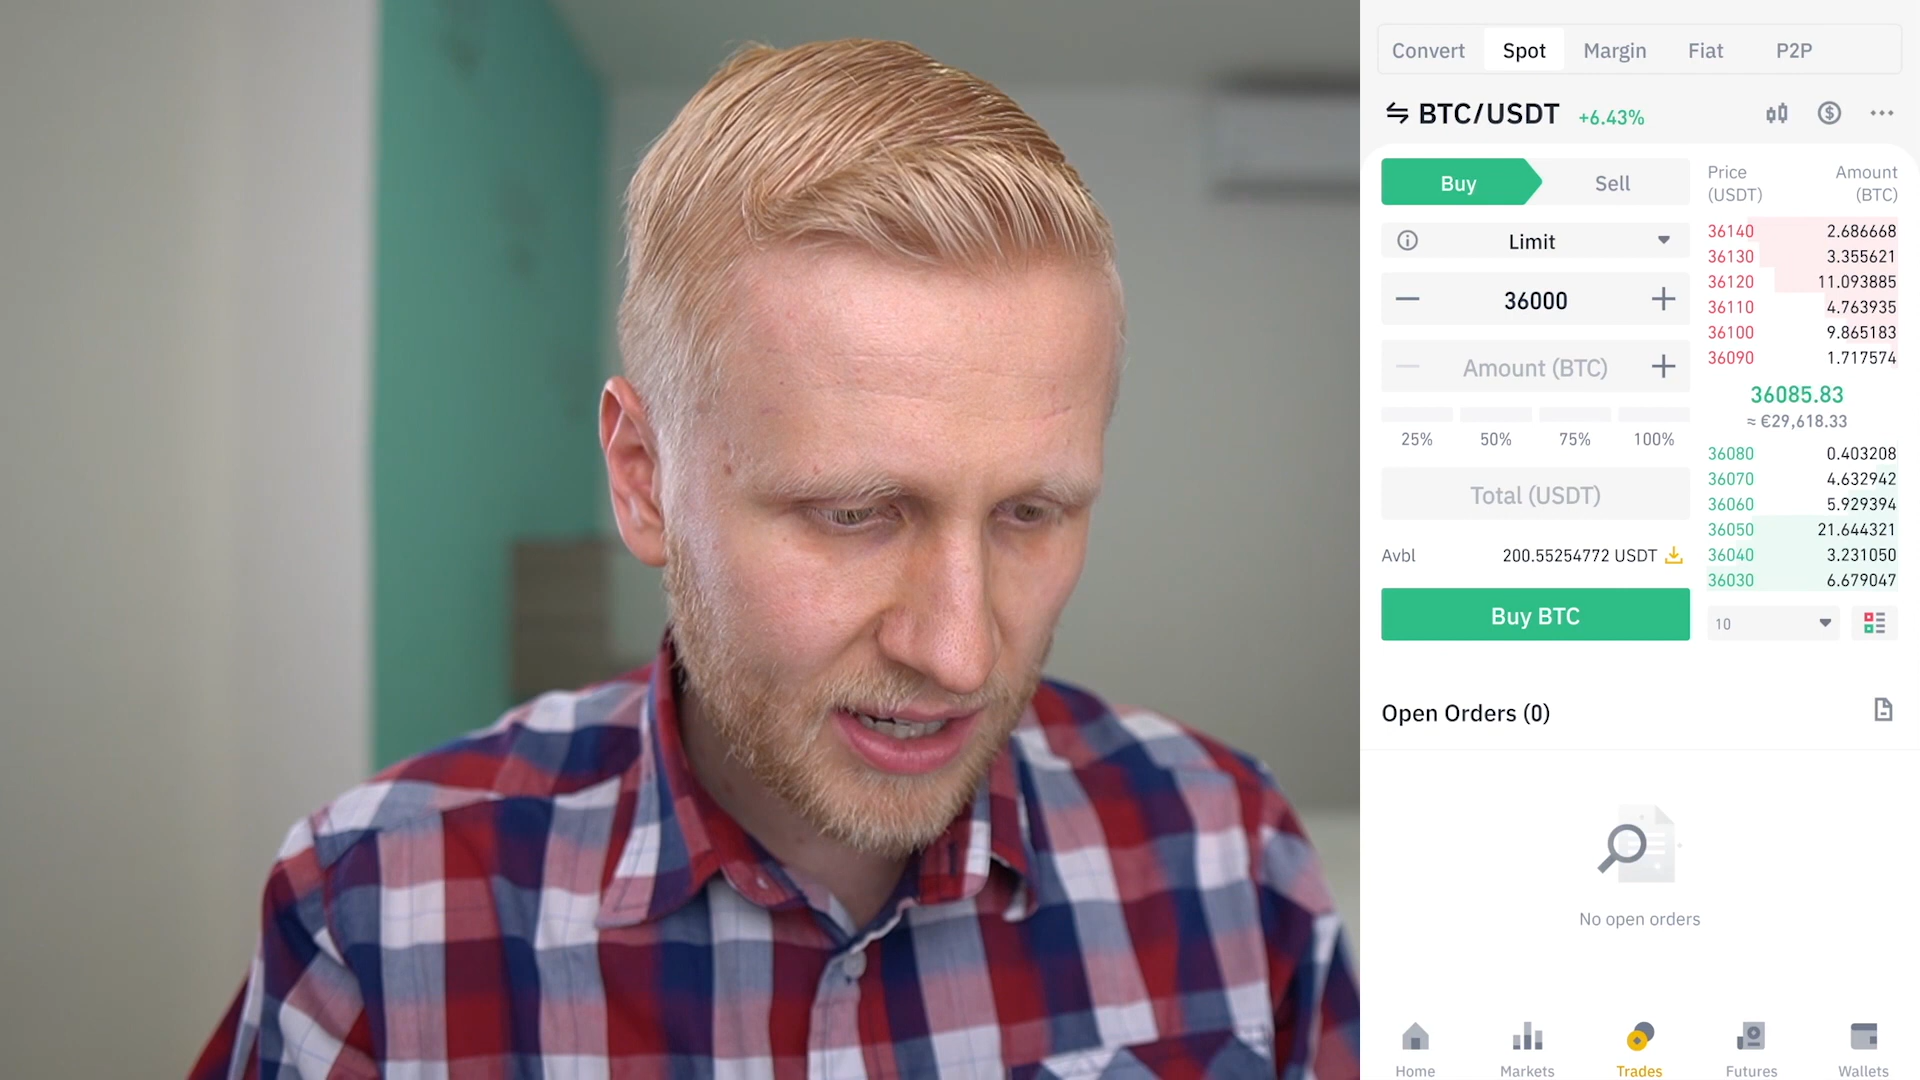 Convert Spot Margin Fiat P2P
BTC/USDT +6.43%
Buy Sell
Limit
36000
Amount (BTC)
25% 50% 75% 100%
Total (USDT)
Avbl 200.55254772 USDT
Buy BTC
Price Amount
(USDT) (BTC)
36140 2.686668
36130 3.355621
36120 11.093885
36110 4.763935
36100 9.865183
36090 1.717574
36085.83
≈ €29,618.33
36080 0.403208
36070 4.632942
36060 5.929394
36050 21.644321
36040 3.231050
36030 6.679047
10
Open Orders (0)
No open orders
Home Markets Trades Futures Wallets